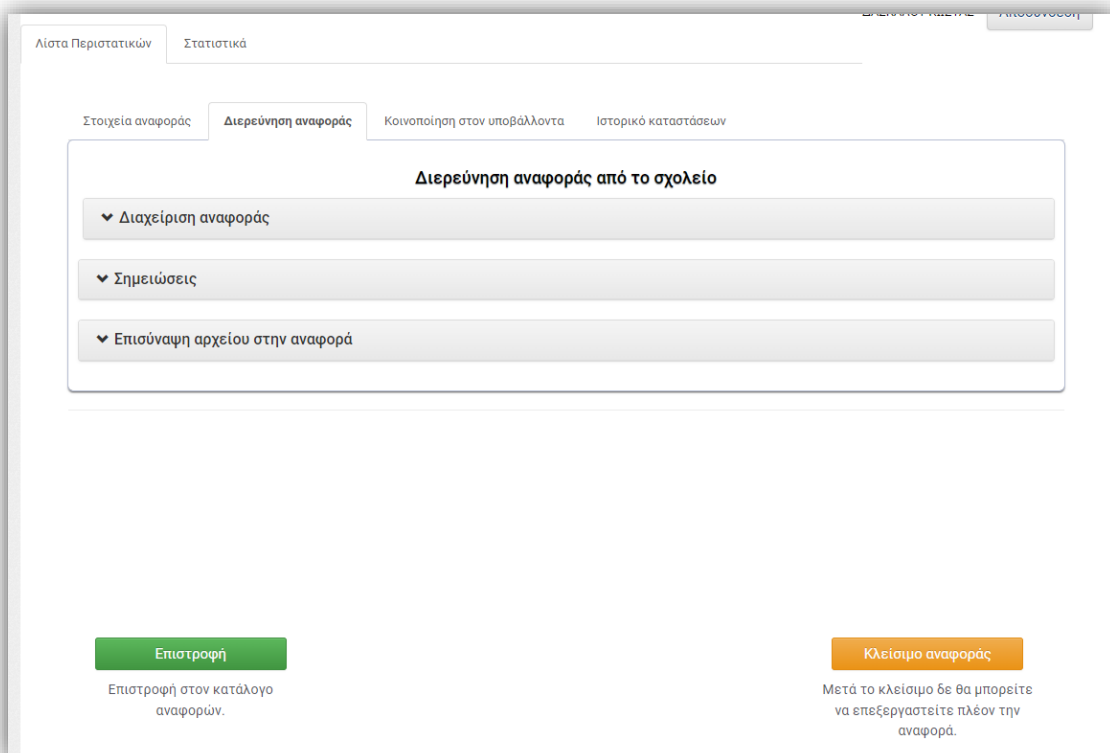 Αποσύνδεση
Λίστα Περιστατικών Στατιστικά
Στοιχεία αναφοράς Διερεύνηση αναφοράς Κοινοποίηση στον υποβάλλοντα Ιστορικό καταστάσεων
Διερεύνηση αναφοράς από το σχολείο
Διαχείριση αναφοράς
Σημειώσεις
Επισύναψη αρχείου στην αναφορά
Επιστροφή
Επιστροφή στον κατάλογο
αναφορών.
Κλείσιμο αναφοράς
Μετά το κλείσιμο δε θα μπορείτε
να επεξεργαστείτε πλέον την
αναφορά.